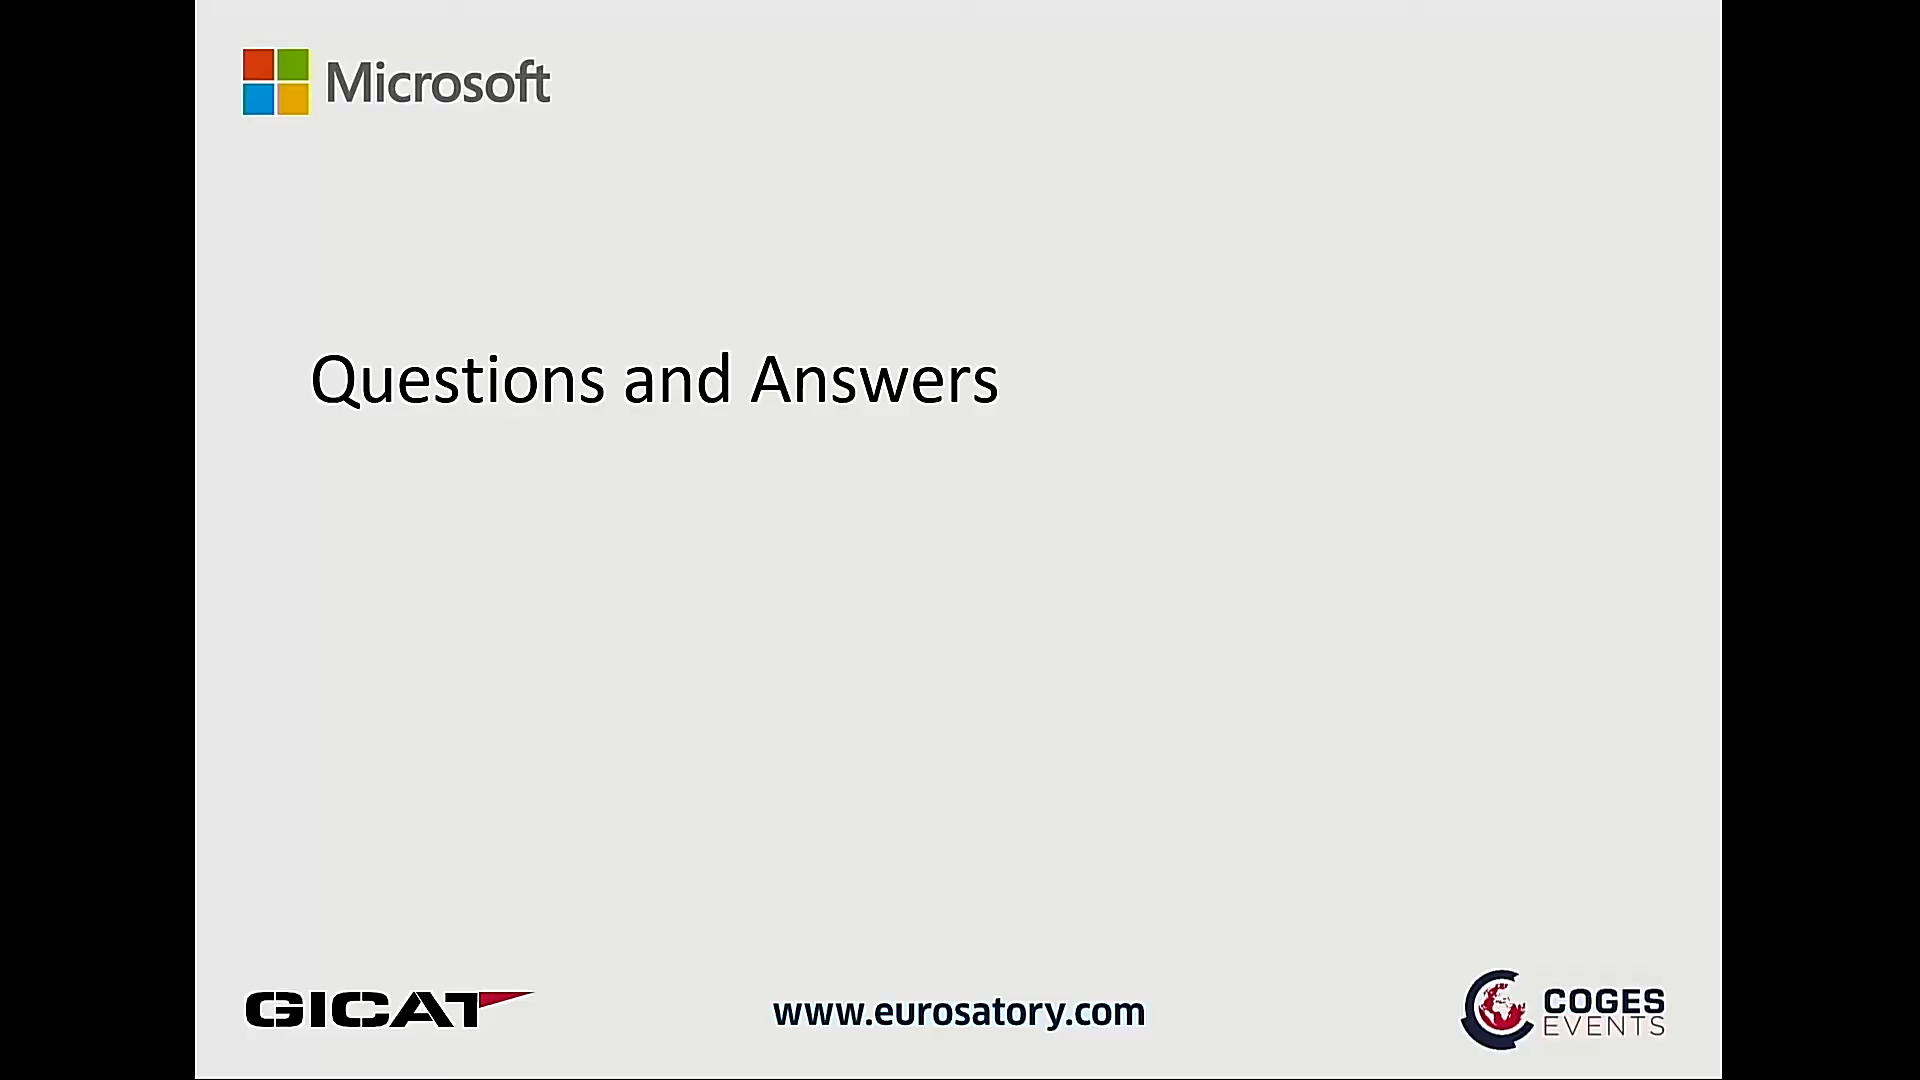 Microsoft
Questions and Answers
GICAT
www.eurosatory.com
COGES
EVENTS